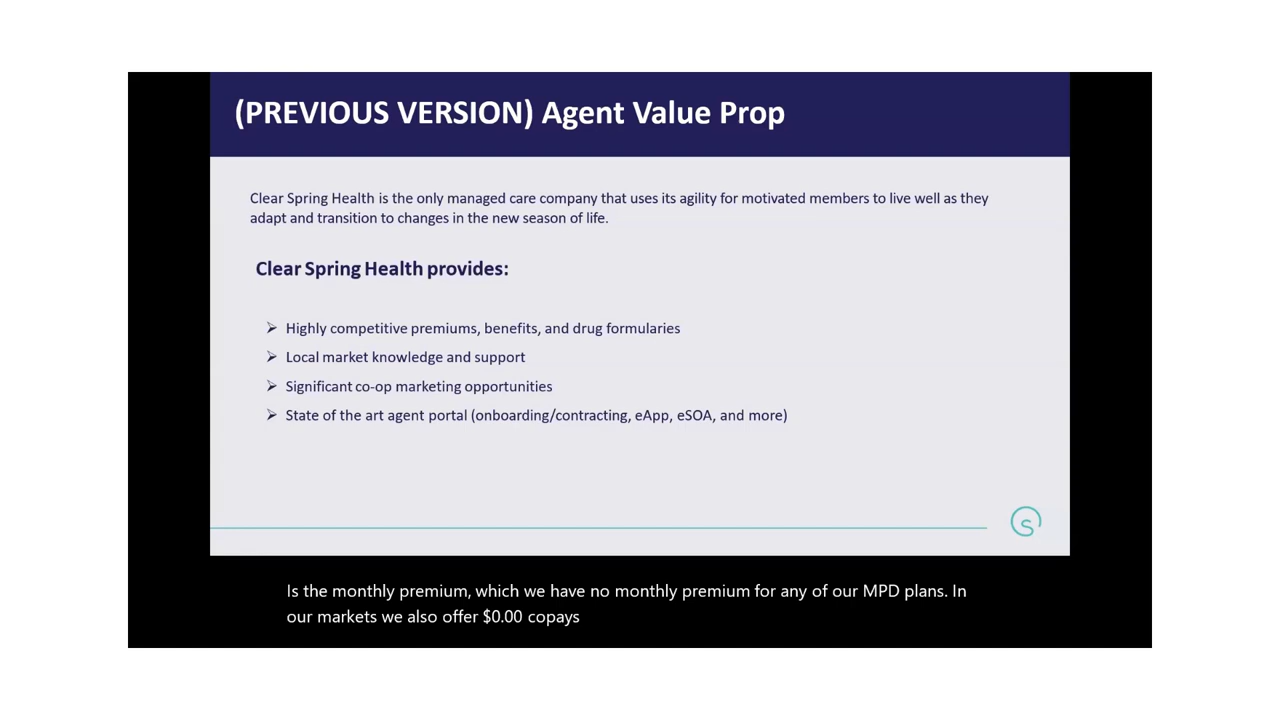 (PREVIOUS VERSION) Agent Value Prop
Clear Spring Health is the only managed care company that uses its agility for motivated members to live well as they
adapt and transition to changes in the new season of life.
Clear Spring Health provides:
➢ Highly competitive premiums, benefits, and drug formularies
➢ Local market knowledge and support
➢ Significant co-op marketing opportunities
➢ State of the art agent portal (onboarding/contracting, eApp, eSOA, and more)
S
Is the monthly premium, which we have no monthly premium for any of our MPD plans. In
our markets we also offer $0.00 copays